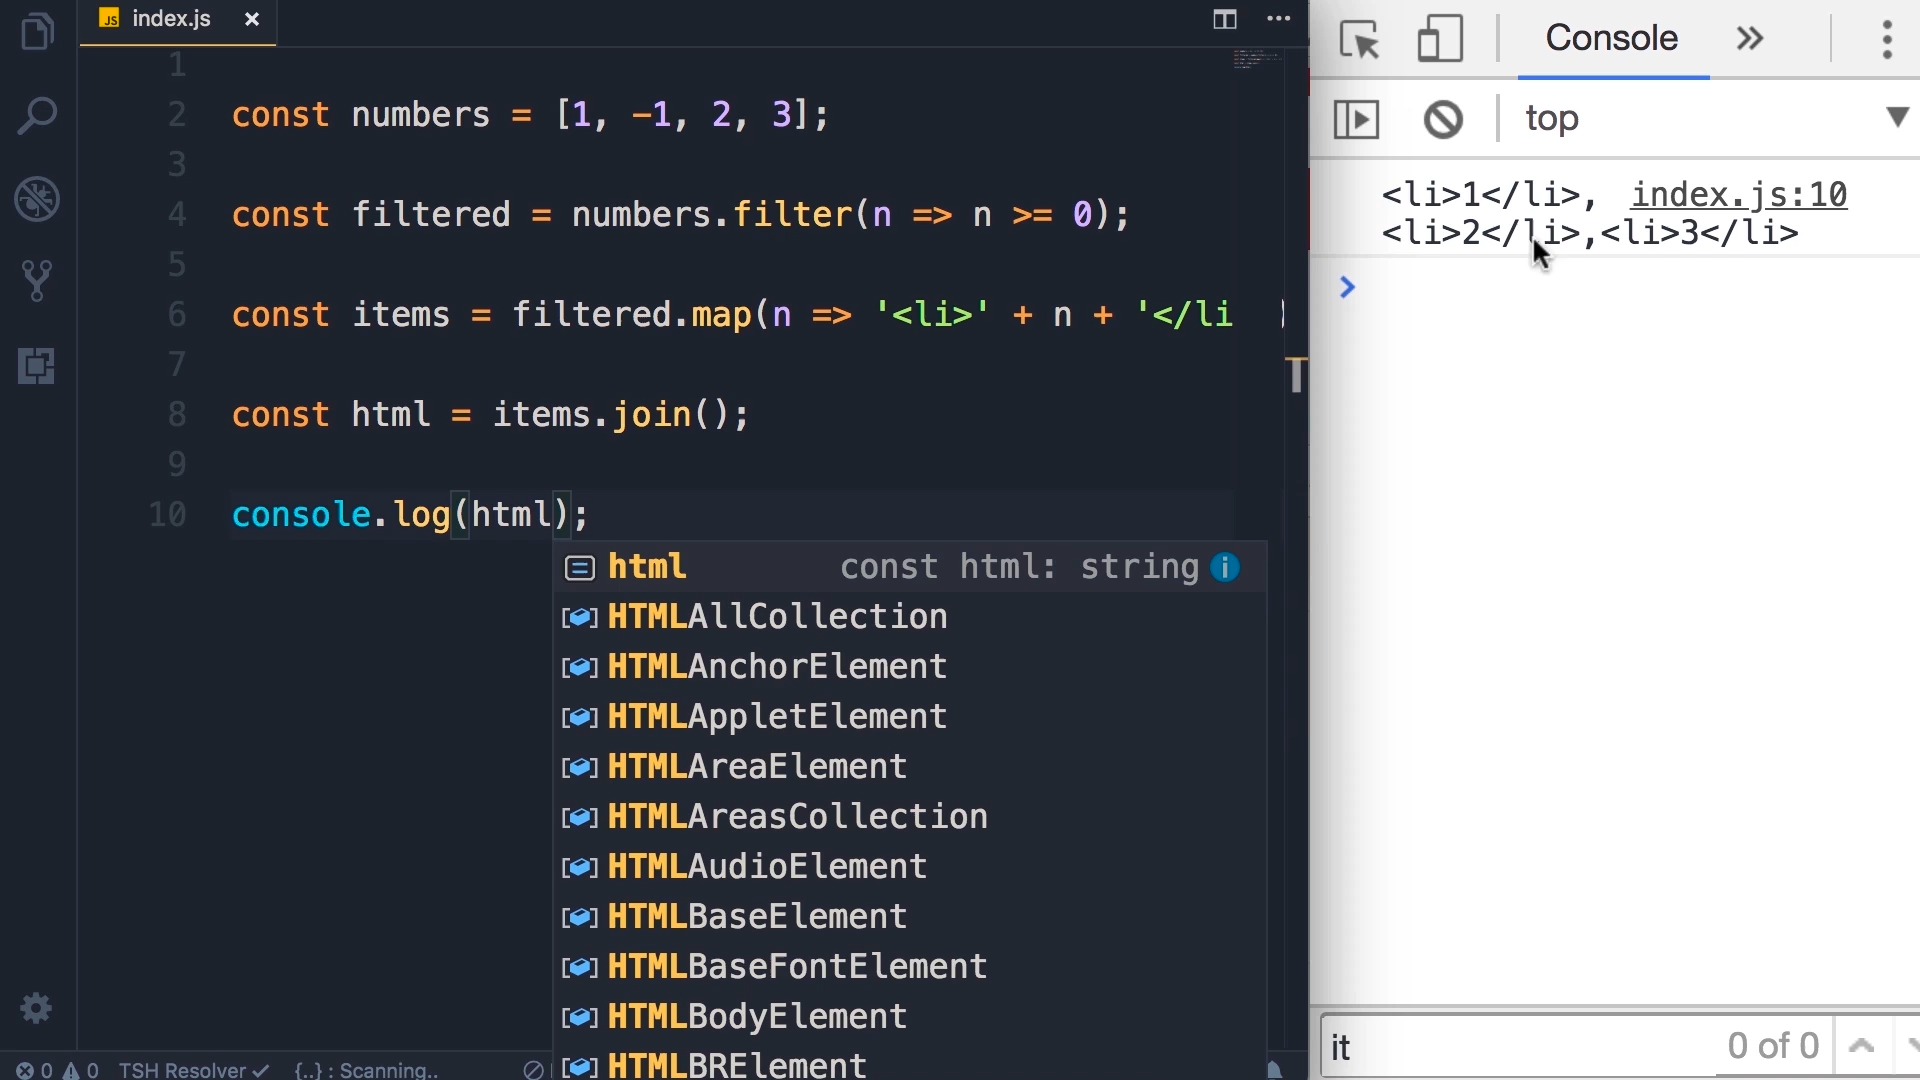 index.js
1
2 const numbers = [1, -1, 2, 3];
3
4 const filtered = numbers.filter(n => n >= 0);
5
6 const items = filtered.map(n => '<li>' + n + '</li )
7
8 const html = items.join();
9
10 console.log(html);
html const html: string
HTMLAllCollection
HTMLAnchorElement
HTMLAppletElement
HTMLAreaElement
HTMLAreasCollection
HTMLAudioElement
HTMLBaseElement
HTMLBaseFontElement
HTMLBodyElement
HTMLBRElement
0 0 TSH Resolver ✓ {..} : Scanning..
Console
top
<li>1</li>, index.js:10
<li>2</li>,<li>3</li>
it 0 of 0